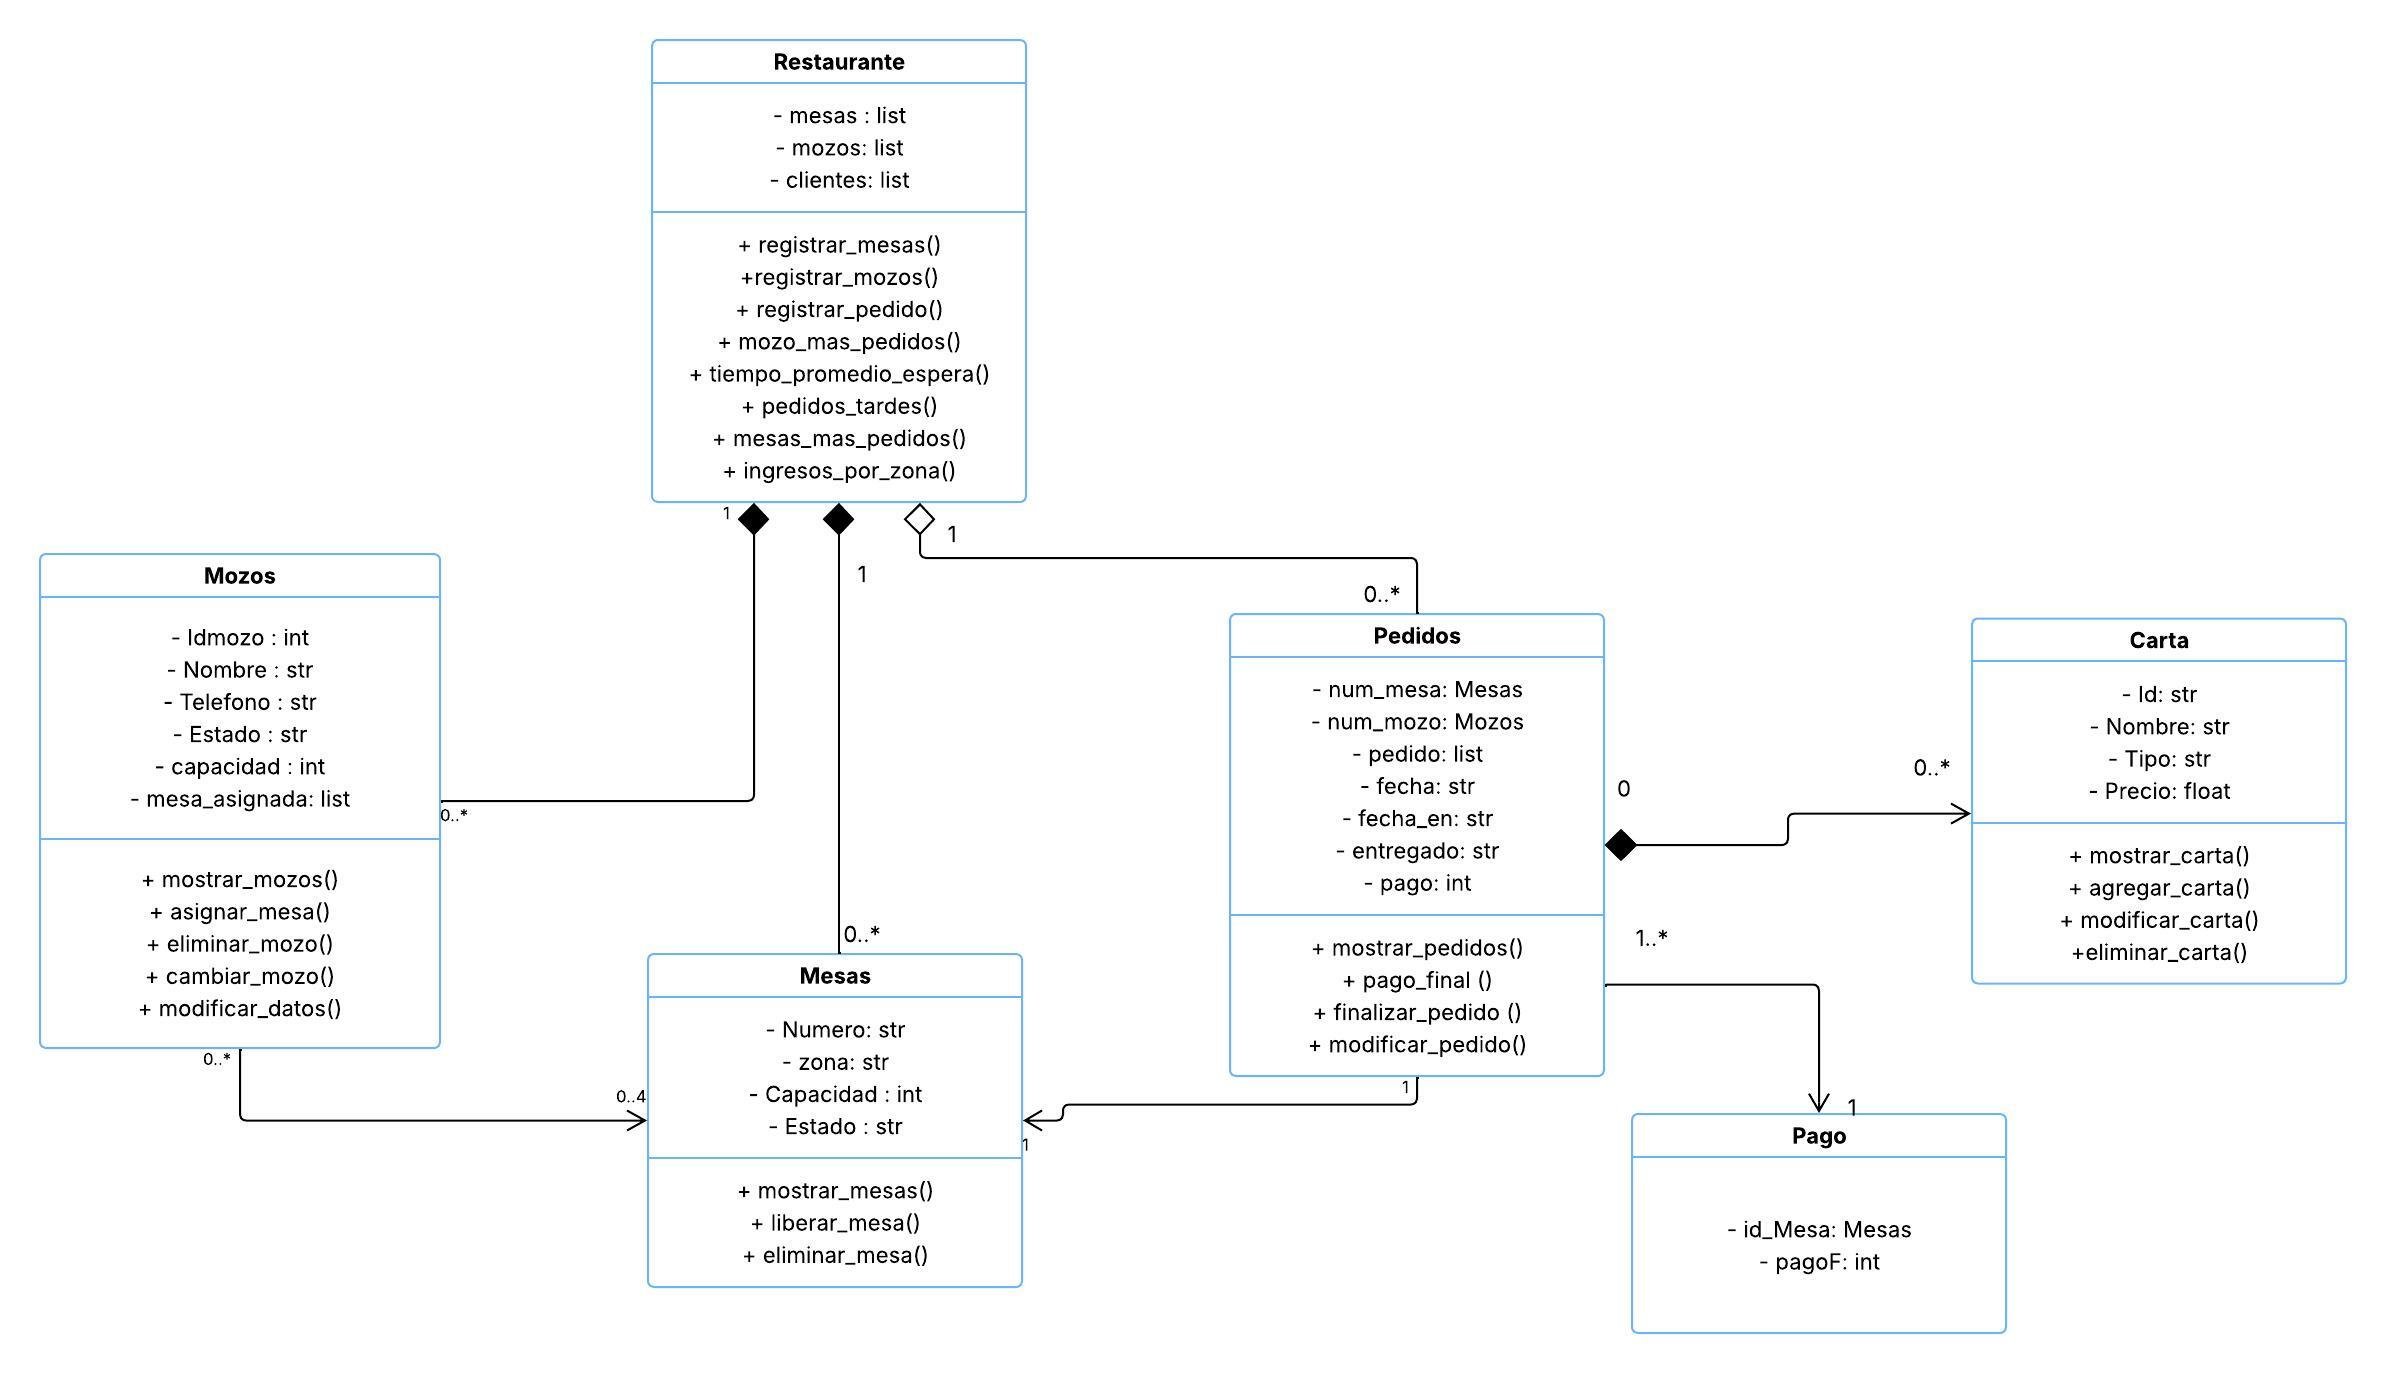 Restaurante
- mesas : list
- mozos: list
- clientes: list
+ registrar_mesas()
+registrar_mozos()
+ registrar_pedido()
+ mozo_mas_pedidos()
+ tiempo_promedio_espera()
+ pedidos_tardes()
+ mesas_mas_pedidos()
+ ingresos_por_zona()
1
1
1
0..*
0..*
0..*
Mozos
- Idmozo : int
- Nombre : str
- Telefono : str
- Estado : str
- capacidad : int
- mesa_asignada: list
+ mostrar_mozos()
+ asignar_mesa()
+ eliminar_mozo()
+ cambiar_mozo()
+ modificar_datos()
0..*
0..4
Mesas
- Numero: str
- zona: str
- Capacidad : int
- Estado : str
+ mostrar_mesas()
+ liberar_mesa()
+ eliminar_mesa()
Pedidos
- num_mesa: Mesas
- num_mozo: Mozos
- pedido: list
- fecha: str
- fecha_en: str
- entregado: str
- pago: int
+ mostrar_pedidos()
+ pago_final ()
+ finalizar_pedido ()
+ modificar_pedido()
1
1
0
0..*
1..*
1
Carta
- Id: str
- Nombre: str
- Tipo: str
- Precio: float
+ mostrar_carta()
+ agregar_carta()
+ modificar_carta()
+eliminar_carta()
Pago
- id_Mesa: Mesas
- pagoF: int